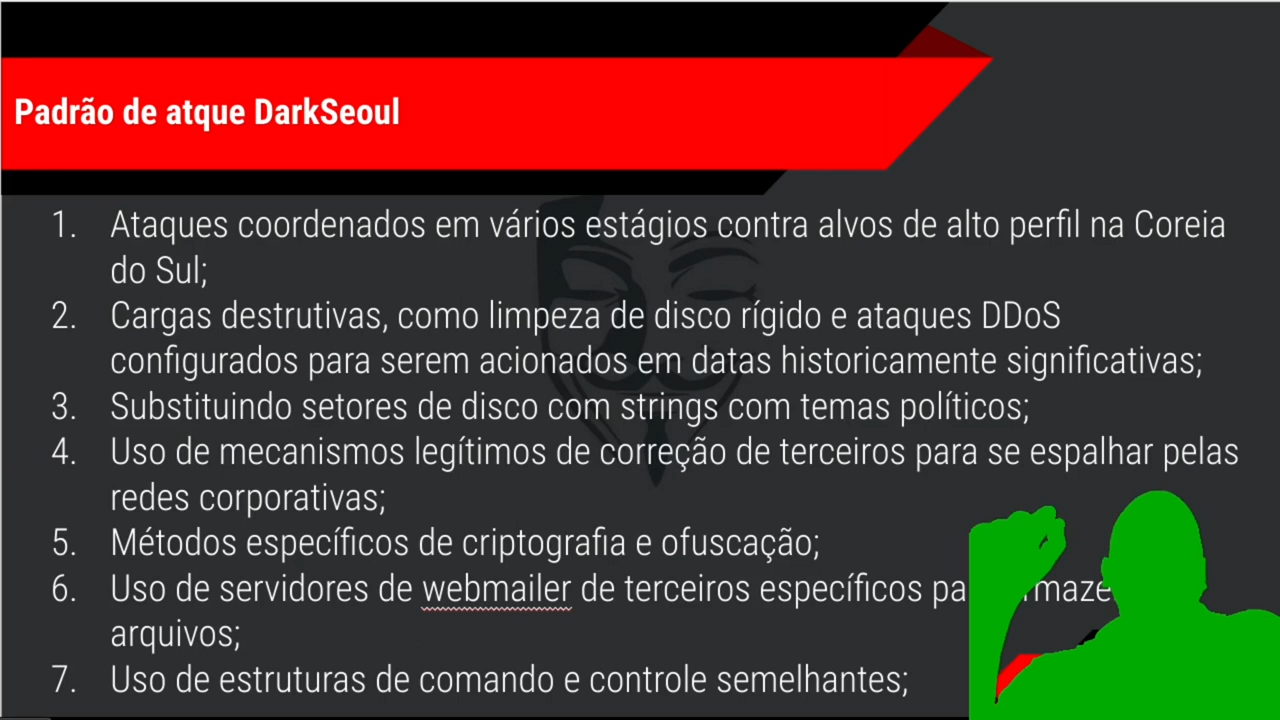 Padrão de atque DarkSeoul
1. Ataques coordenados em vários estágios contra alvos de alto perfil na Coreia
do Sul;
2. Cargas destrutivas, como limpeza de disco rígido e ataques DDoS
configurados para serem acionados em datas historicamente significativas;
3. Substituindo setores de disco com strings com temas políticos;
4. Uso de mecanismos legítimos de correção de terceiros para se espalhar pelas
redes corporativas;
5. Métodos específicos de criptografia e ofuscação;
6. Uso de servidores de webmailer de terceiros específicos
arquivos;
7. Uso de estruturas de comando e controle semelhantes;